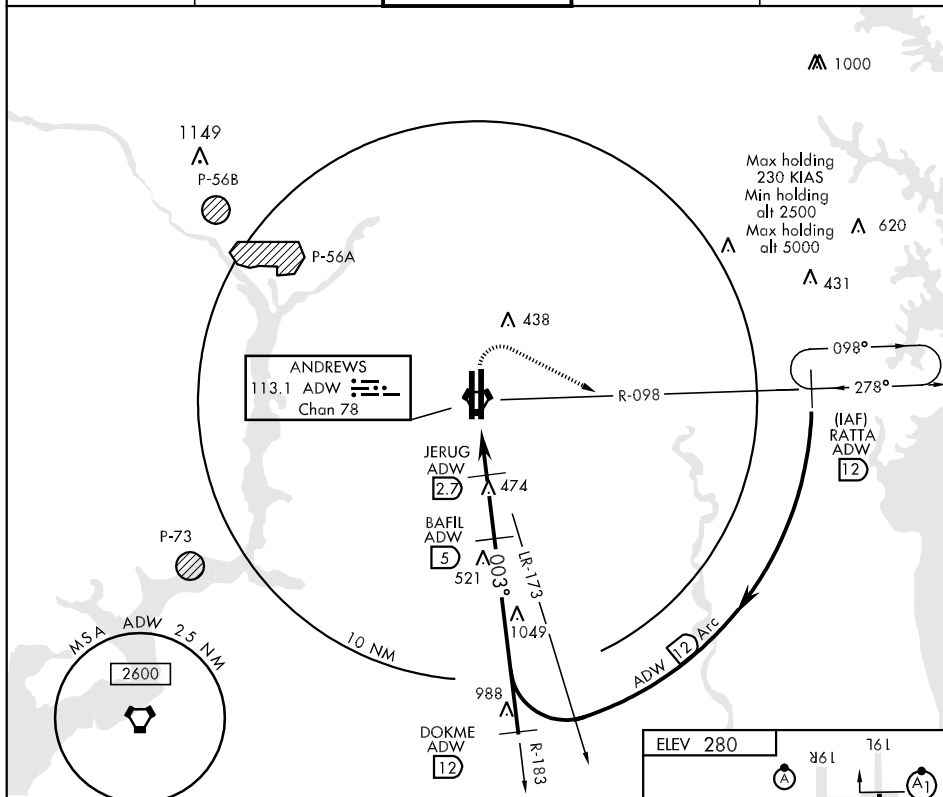 1000
1149
P-56B
P-56A
Max holding
230 KIAS
Min holding
alt 2500
Max holding
alt 5000
620
431
438
ANDREWS
113.1 ADW
Chan 78
R-098
098°
278°
(IAF)
RATTA
ADW
12
JERUG
ADW
2.7
474
BAFIL
ADW
5
521
003°
LR-173
1049
P-73
10 NM
ADW 12 Arc
MSA ADW 25 NM
2600
988
DOKME
ADW
12
R-183
ELEV 280
19R
19L
A
A1